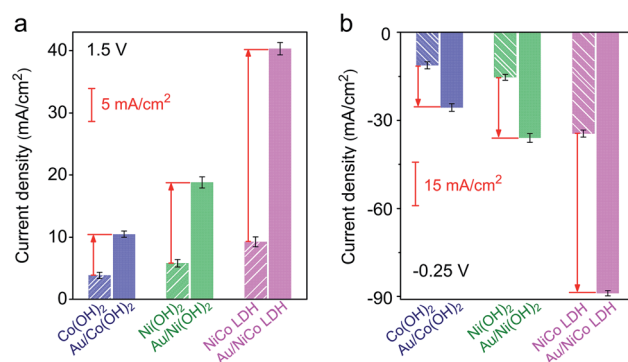 a
1.5 V
5 mA/cm²
Current density (mA/cm²)
40
30
20
10
0
Co(OH)₂
Au/Co(OH)₂
Ni(OH)₂
Au/Ni(OH)₂
NiCo LDH
Au/NiCo LDH
b
Current density (mA/cm²)
0
-30
-60
-90
15 mA/cm²
-0.25 V
Co(OH)₂
Au/Co(OH)₂
Ni(OH)₂
Au/Ni(OH)₂
NiCo LDH
Au/NiCo LDH